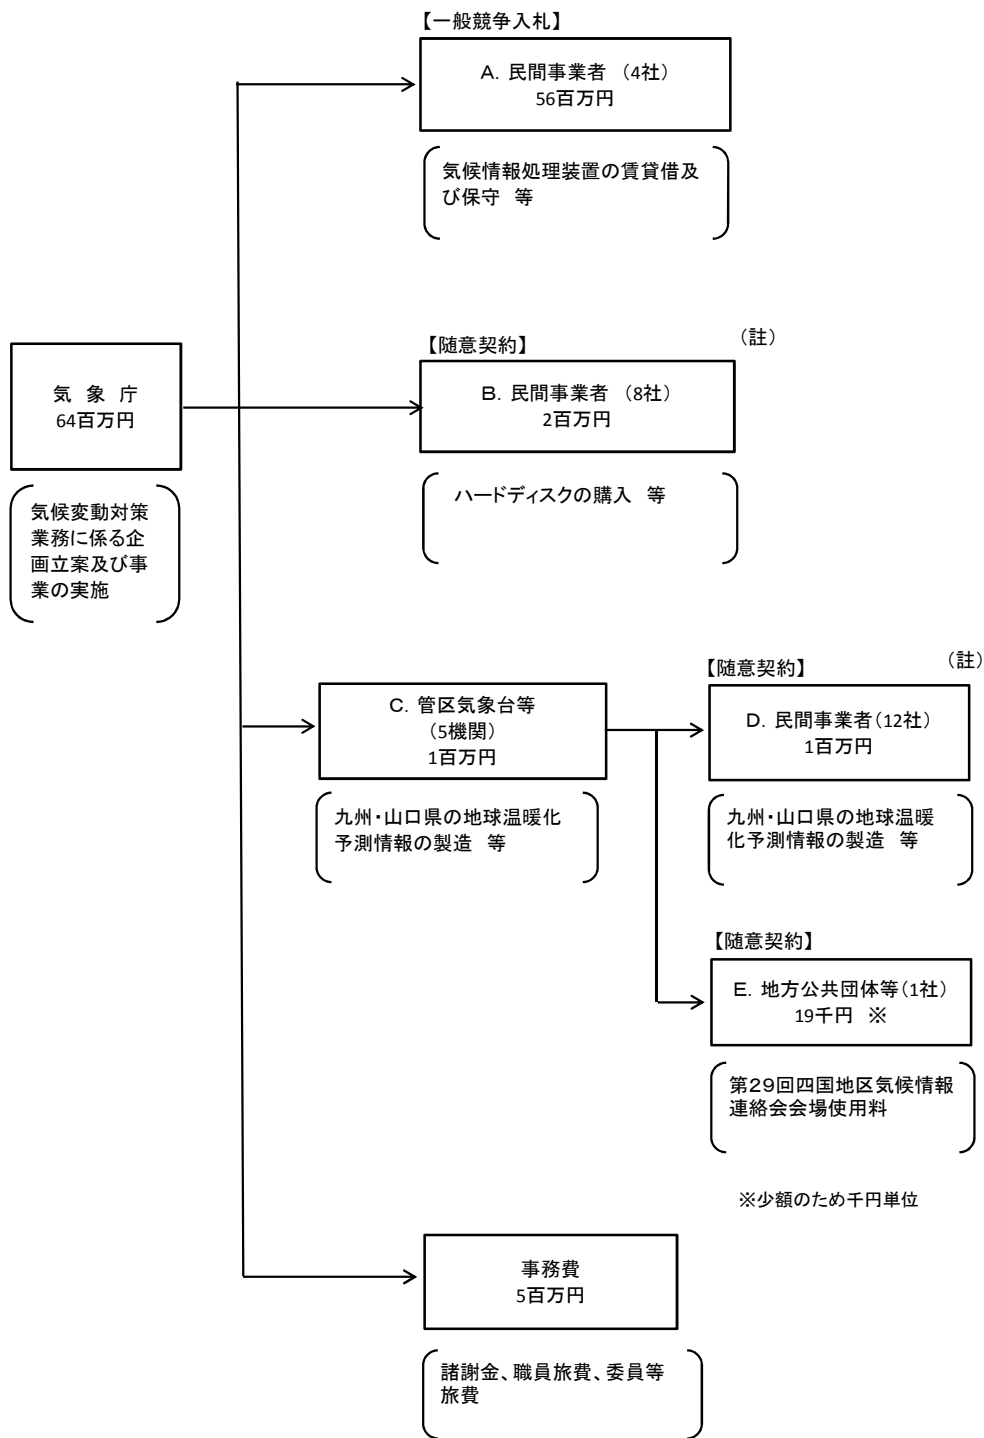 【一般競争入札】
A. 民間事業者 （4社）
56百万円
気候情報処理装置の賃貸借及
び保守 等
【随意契約】
（註）
気 象 庁
64百万円
B. 民間事業者 （8社）
2百万円
気候変動対策
業務に係る企
画立案及び事
業の実施
ハードディスクの購入 等
【随意契約】
（註）
C. 管区気象台等
（5機関）
1百万円
D. 民間事業者（12社）
1百万円
九州・山口県の地球温暖化
予測情報の製造 等
九州・山口県の地球温暖
化予測情報の製造 等
【随意契約】
E. 地方公共団体等（1社）
19千円 ※
第29回四国地区気候情報
連絡会会場使用料
※少額のため千円単位
事務費
5百万円
諸謝金、職員旅費、委員等
旅費